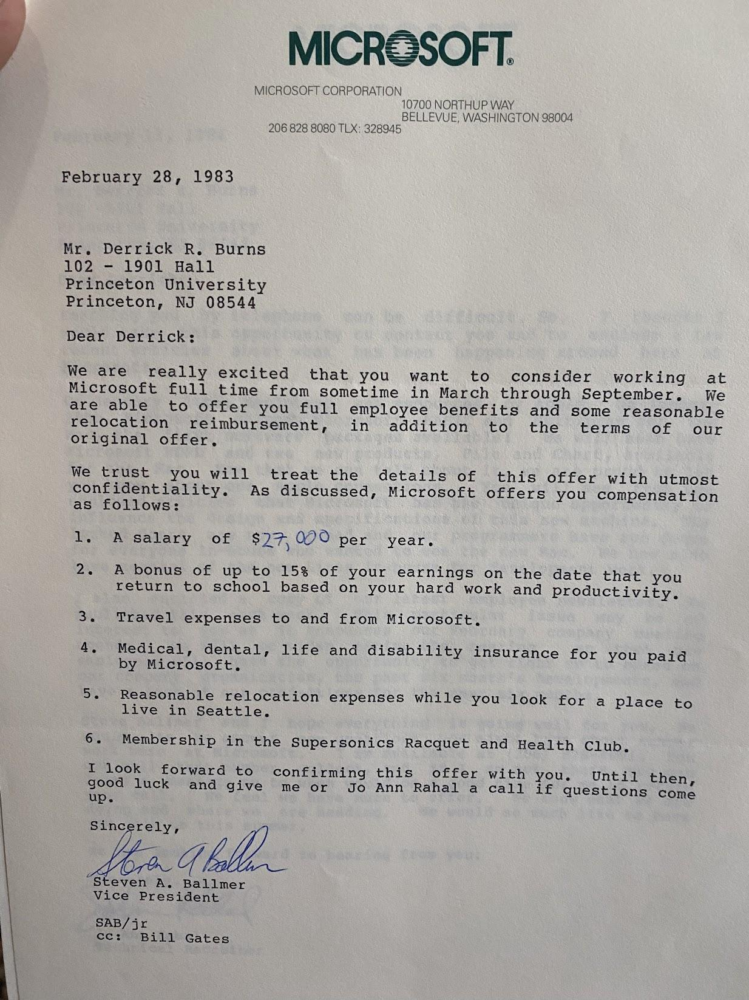 MICROSOFT®
MICROSOFT CORPORATION
10700 NORTHUP WAY
BELLEVUE, WASHINGTON 98004
206 828 8080 TLX: 328945
February 28, 1983
Mr. Derrick R. Burns
102 - 1901 Hall
Princeton University
Princeton, NJ 08544
Dear Derrick:
We are really excited that you want to consider working at
Microsoft full time from sometime in March through September. We
are able to offer you full employee benefits and some reasonable
relocation reimbursement, in addition to the terms of our
original offer.
We trust you will treat the details of this offer with utmost
confidentiality. As discussed, Microsoft offers you compensation
as follows:
1. A salary of $27,000 per year.
2. A bonus of up to 15% of your earnings on the date that you
return to school based on your hard work and productivity.
3. Travel expenses to and from Microsoft.
4. Medical, dental, life and disability insurance for you paid
by Microsoft.
5. Reasonable relocation expenses while you look for a place to
live in Seattle.
6. Membership in the Supersonics Racquet and Health Club.
I look forward to confirming this offer with you. Until then,
good luck and give me or Jo Ann Rahal a call if questions come
up.
Sincerely,
Steven A Ballmer
Steven A. Ballmer
Vice President
SAB/jr
cc: Bill Gates